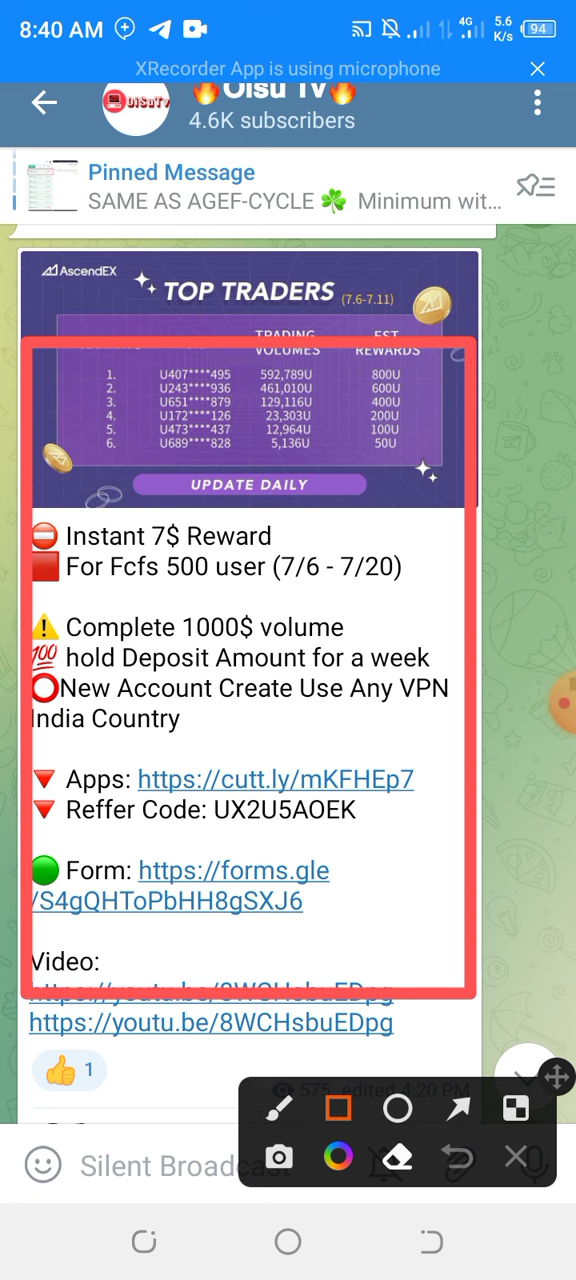 8:40 AM
4G
5.6
K/s
94
XRecorder App is using microphone
🔥Oisu Tv🔥
4.6K subscribers
Pinned Message
SAME AS AGEF-CYCLE ☘️ Minimum wit...
AscendEX
TOP TRADERS (7.6-7.11)
TRADING VOLUMES
EST REWARDS
1. U407****495 592,789U 800U
2. U243****936 461,010U 600U
3. U651****879 129,116U 400U
4. U172****126 23,303U 200U
5. U473****437 12,964U 100U
6. U689****828 5,136U 50U
UPDATE DAILY
⛔ Instant 7$ Reward
🟥 For Fcfs 500 user (7/6 - 7/20)
⚠️ Complete 1000$ volume
💯 hold Deposit Amount for a week
⭕New Account Create Use Any VPN
India Country
🔻 Apps: https://cutt.ly/mKFHEp7
🔻 Reffer Code: UX2U5AOEK
🟢 Form: https://forms.gle
/S4gQHToPbHH8gSXJ6
Video:
https://youtu.be/8WCHsbuEDpg
https://youtu.be/8WCHsbuEDpg
👍 1
575 edited 4:20 PM
Silent Broadcast